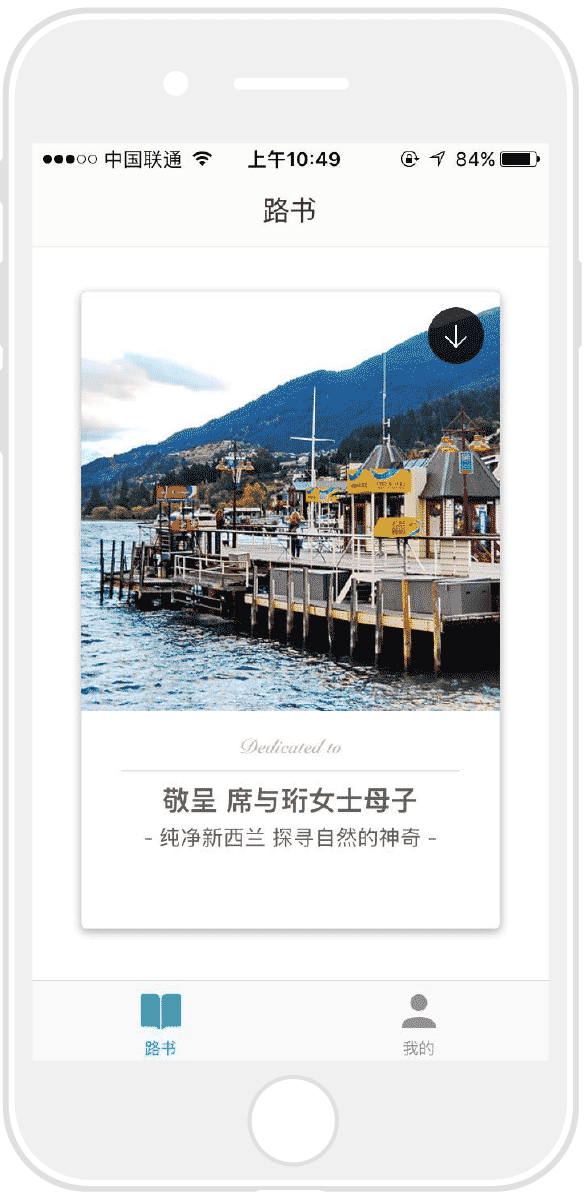 中国联通 上午10:49 84%
路书
Dedicated to
敬呈 席与珩女士母子
- 纯净新西兰 探寻自然的神奇 -
路书 我的